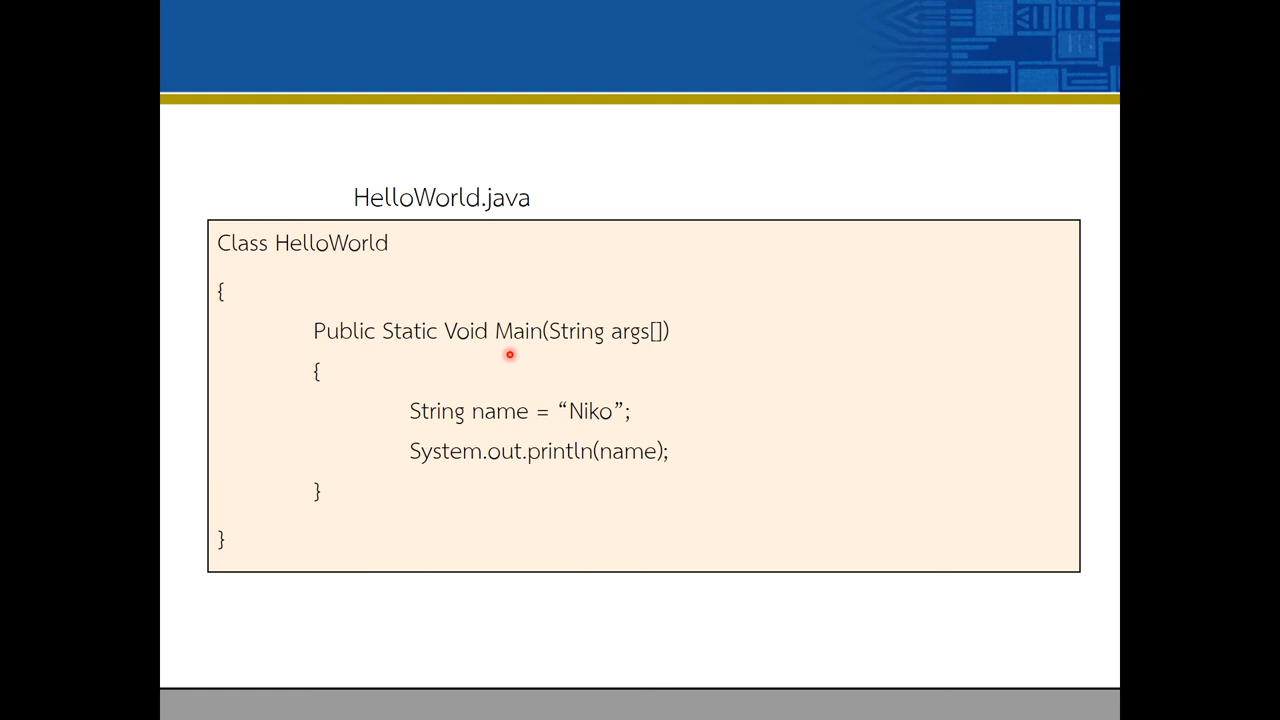 HelloWorld.java
Class HelloWorld
{
Public Static Void Main(String args[])
{
String name = “Niko”;
System.out.println(name);
}
}